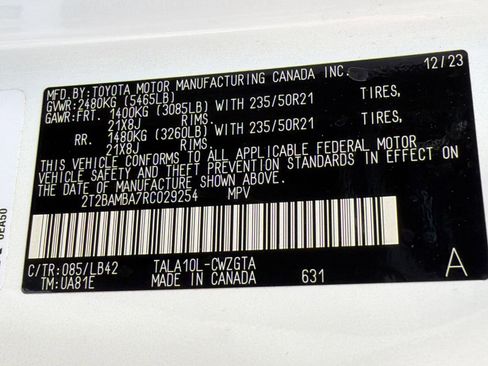 MFD. BY: TOYOTA MOTOR MANUFACTURING CANADA INC. 12/23
GVWR: 2480KG (5465LB)
GAWR: FRT. 1400KG (3085LB) WITH 235/50R21 TIRES,
21X8J RIMS.
RR. 1480KG (3260LB) WITH 235/50R21 TIRES,
21X8J RIMS.
THIS VEHICLE CONFORMS TO ALL APPLICABLE FEDERAL MOTOR
VEHICLE SAFETY AND THEFT PREVENTION STANDARDS IN EFFECT ON
THE DATE OF MANUFACTURE SHOWN ABOVE.
2T2BAMBA7RC029254 MPV
C/TR: 085/LB42 TALA10L-CWZGTA
TM: UA81E MADE IN CANADA 631 A